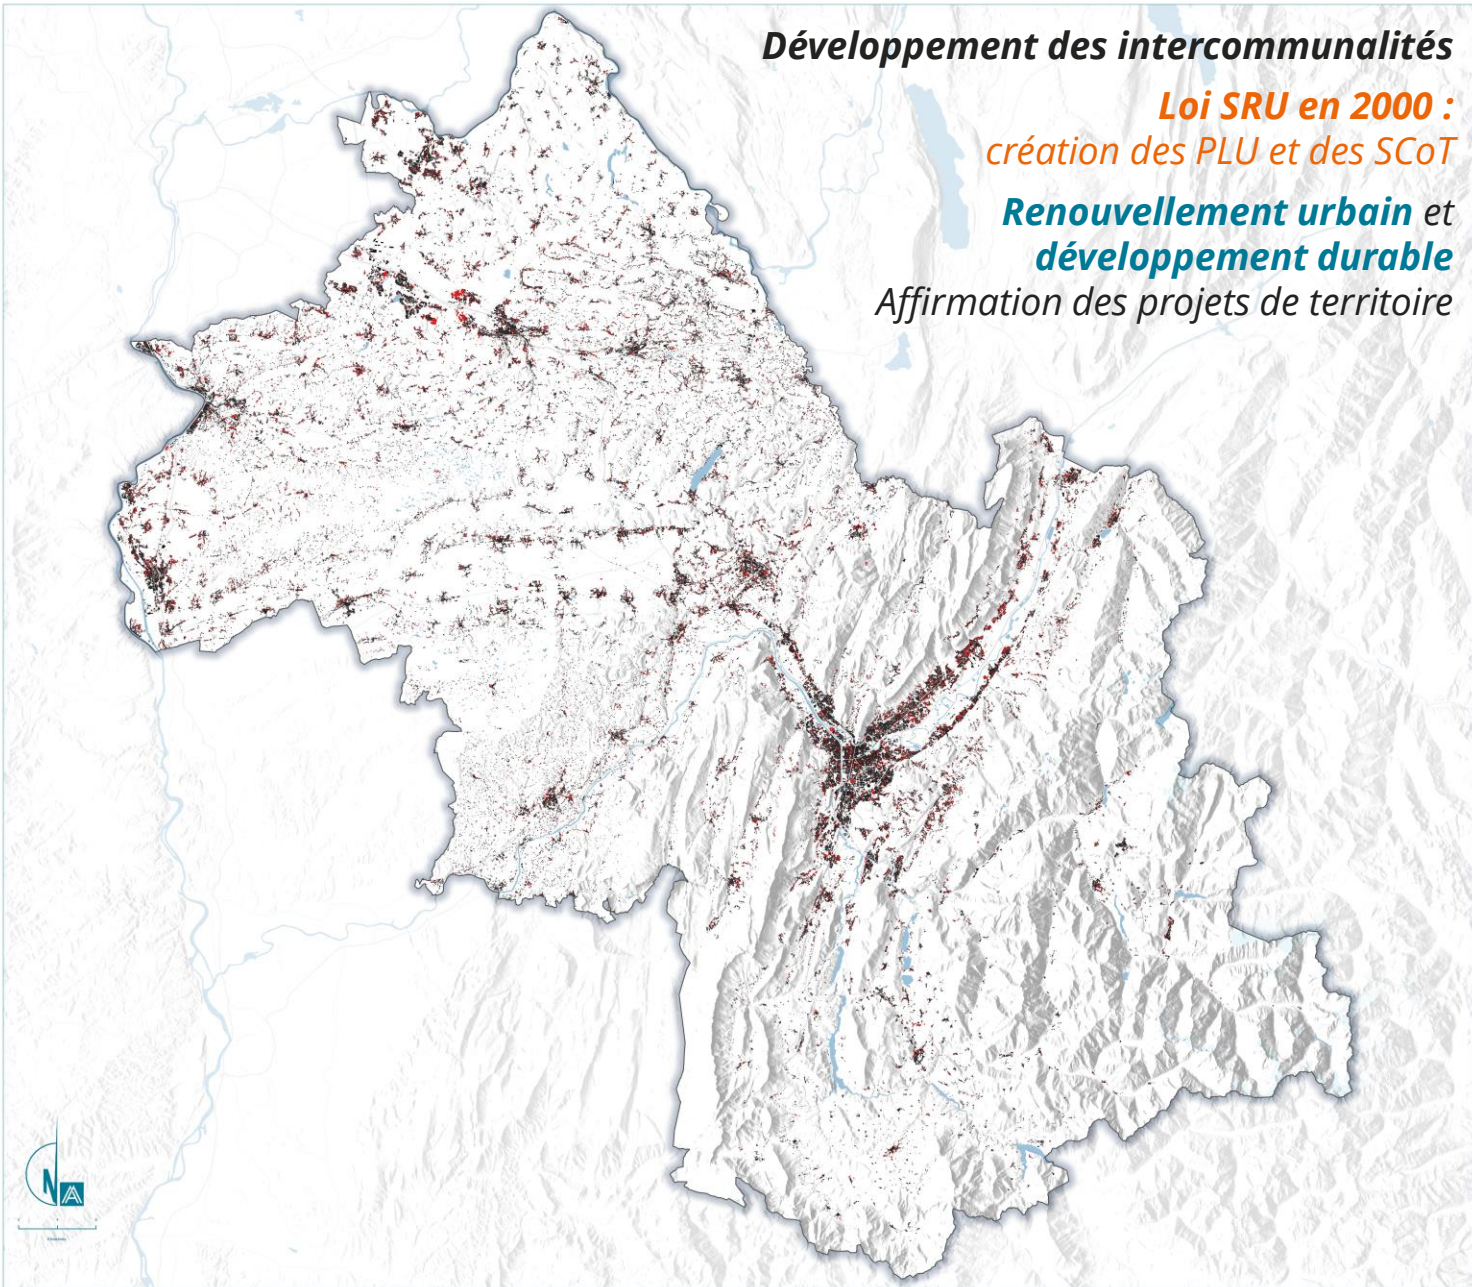 Développement des intercommunalités
Loi SRU en 2000 :
création des PLU et des SCoT
Renouvellement urbain et
développement durable
Affirmation des projets de territoire
N